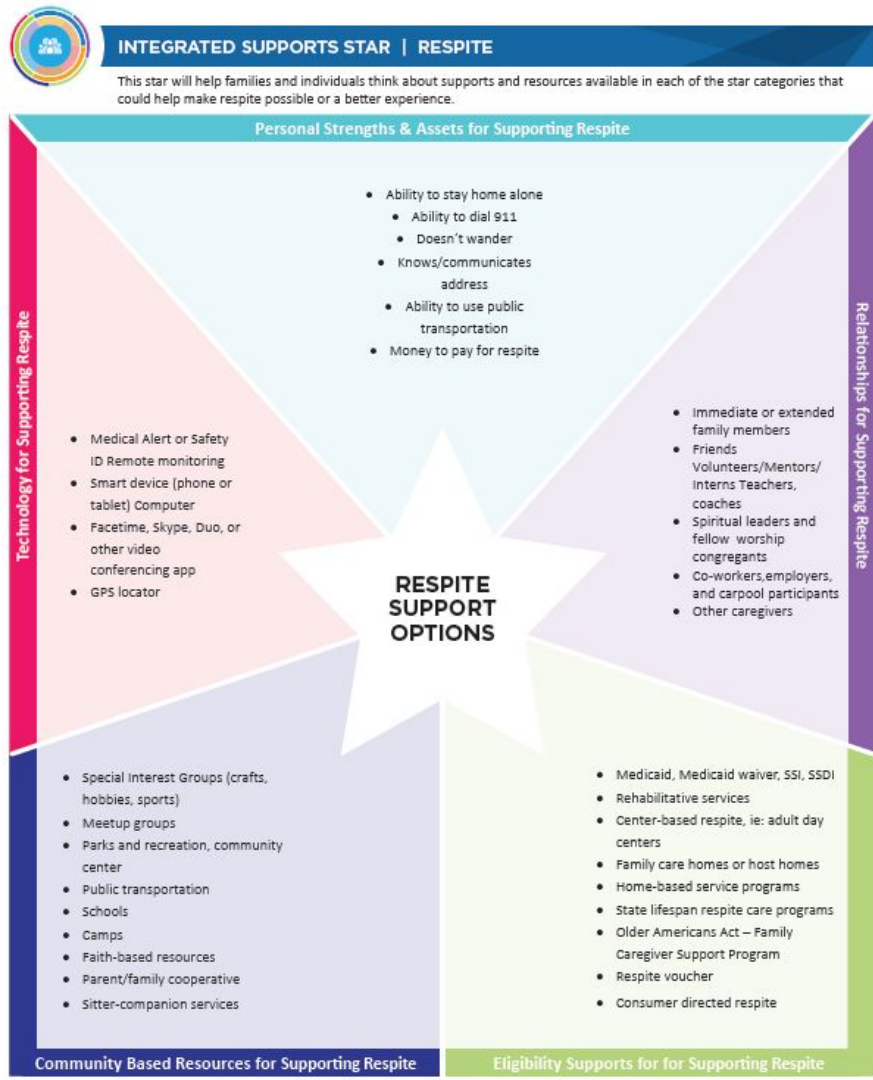 INTEGRATED SUPPORTS STAR | RESPITE
This star will help families and individuals think about supports and resources available in each of the star categories that
could help make respite possible or a better experience.
Personal Strengths & Assets for Supporting Respite
• Ability to stay home alone
• Ability to dial 911
• Doesn't wander
• Knows/communicates
address
• Ability to use public
transportation
• Money to pay for respite
Technology for Supporting Respite
• Medical Alert or Safety
ID Remote monitoring
• Smart device (phone or
tablet) Computer
• Facetime, Skype, Duo, or
other video
conferencing app
• GPS locator
Relationships for Supporting Respite
• Immediate or extended
family members
• Friends
Volunteers/Mentors/
Interns Teachers,
coaches
• Spiritual leaders and
fellow worship
congregants
• Co-workers,employers,
and carpool participants
• Other caregivers
RESPITE
SUPPORT
OPTIONS
• Special Interest Groups (crafts,
hobbies, sports)
• Meetup groups
• Parks and recreation, community
center
• Public transportation
• Schools
• Camps
• Faith-based resources
• Parent/family cooperative
• Sitter-companion services
Community Based Resources for Supporting Respite
• Medicaid, Medicaid waiver, SSI, SSDI
• Rehabilitative services
• Center-based respite, ie: adult day
centers
• Family care homes or host homes
• Home-based service programs
• State lifespan respite care programs
• Older Americans Act – Family
Caregiver Support Program
• Respite voucher
• Consumer directed respite
Eligibility Supports for for Supporting Respite